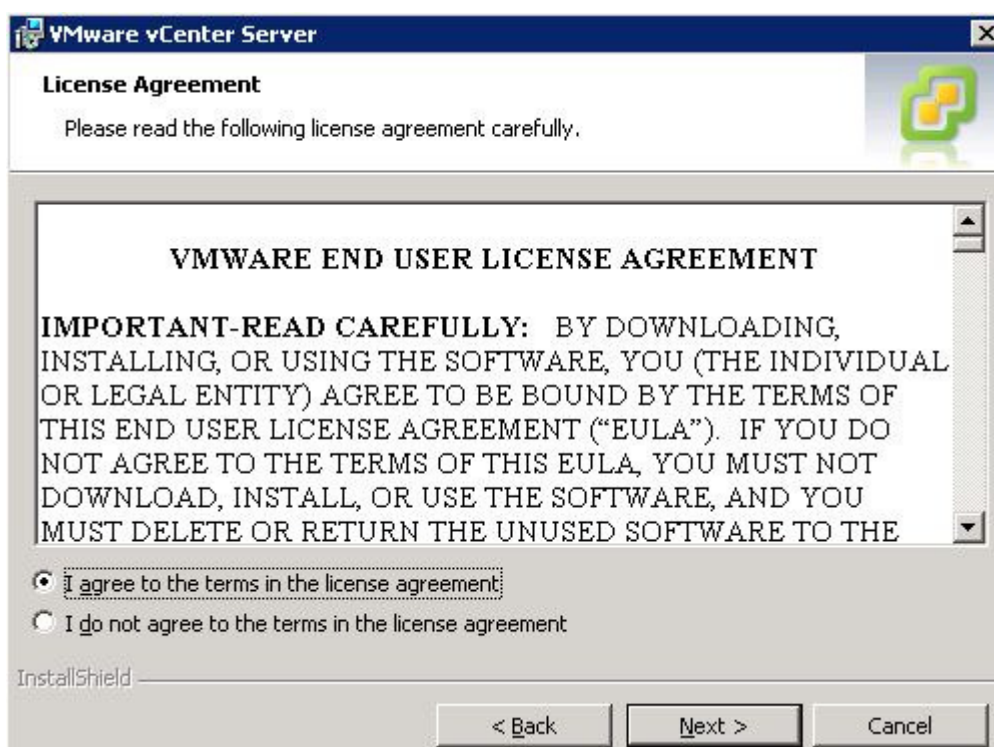 VMware vCenter Server
License Agreement
Please read the following license agreement carefully.
VMWARE END USER LICENSE AGREEMENT
IMPORTANT-READ CAREFULLY: BY DOWNLOADING,
INSTALLING, OR USING THE SOFTWARE, YOU (THE INDIVIDUAL
OR LEGAL ENTITY) AGREE TO BE BOUND BY THE TERMS OF
THIS END USER LICENSE AGREEMENT (“EULA”). IF YOU DO
NOT AGREE TO THE TERMS OF THIS EULA, YOU MUST NOT
DOWNLOAD, INSTALL, OR USE THE SOFTWARE, AND YOU
MUST DELETE OR RETURN THE UNUSED SOFTWARE TO THE
I agree to the terms in the license agreement
I do not agree to the terms in the license agreement
InstallShield
< Back Next > Cancel